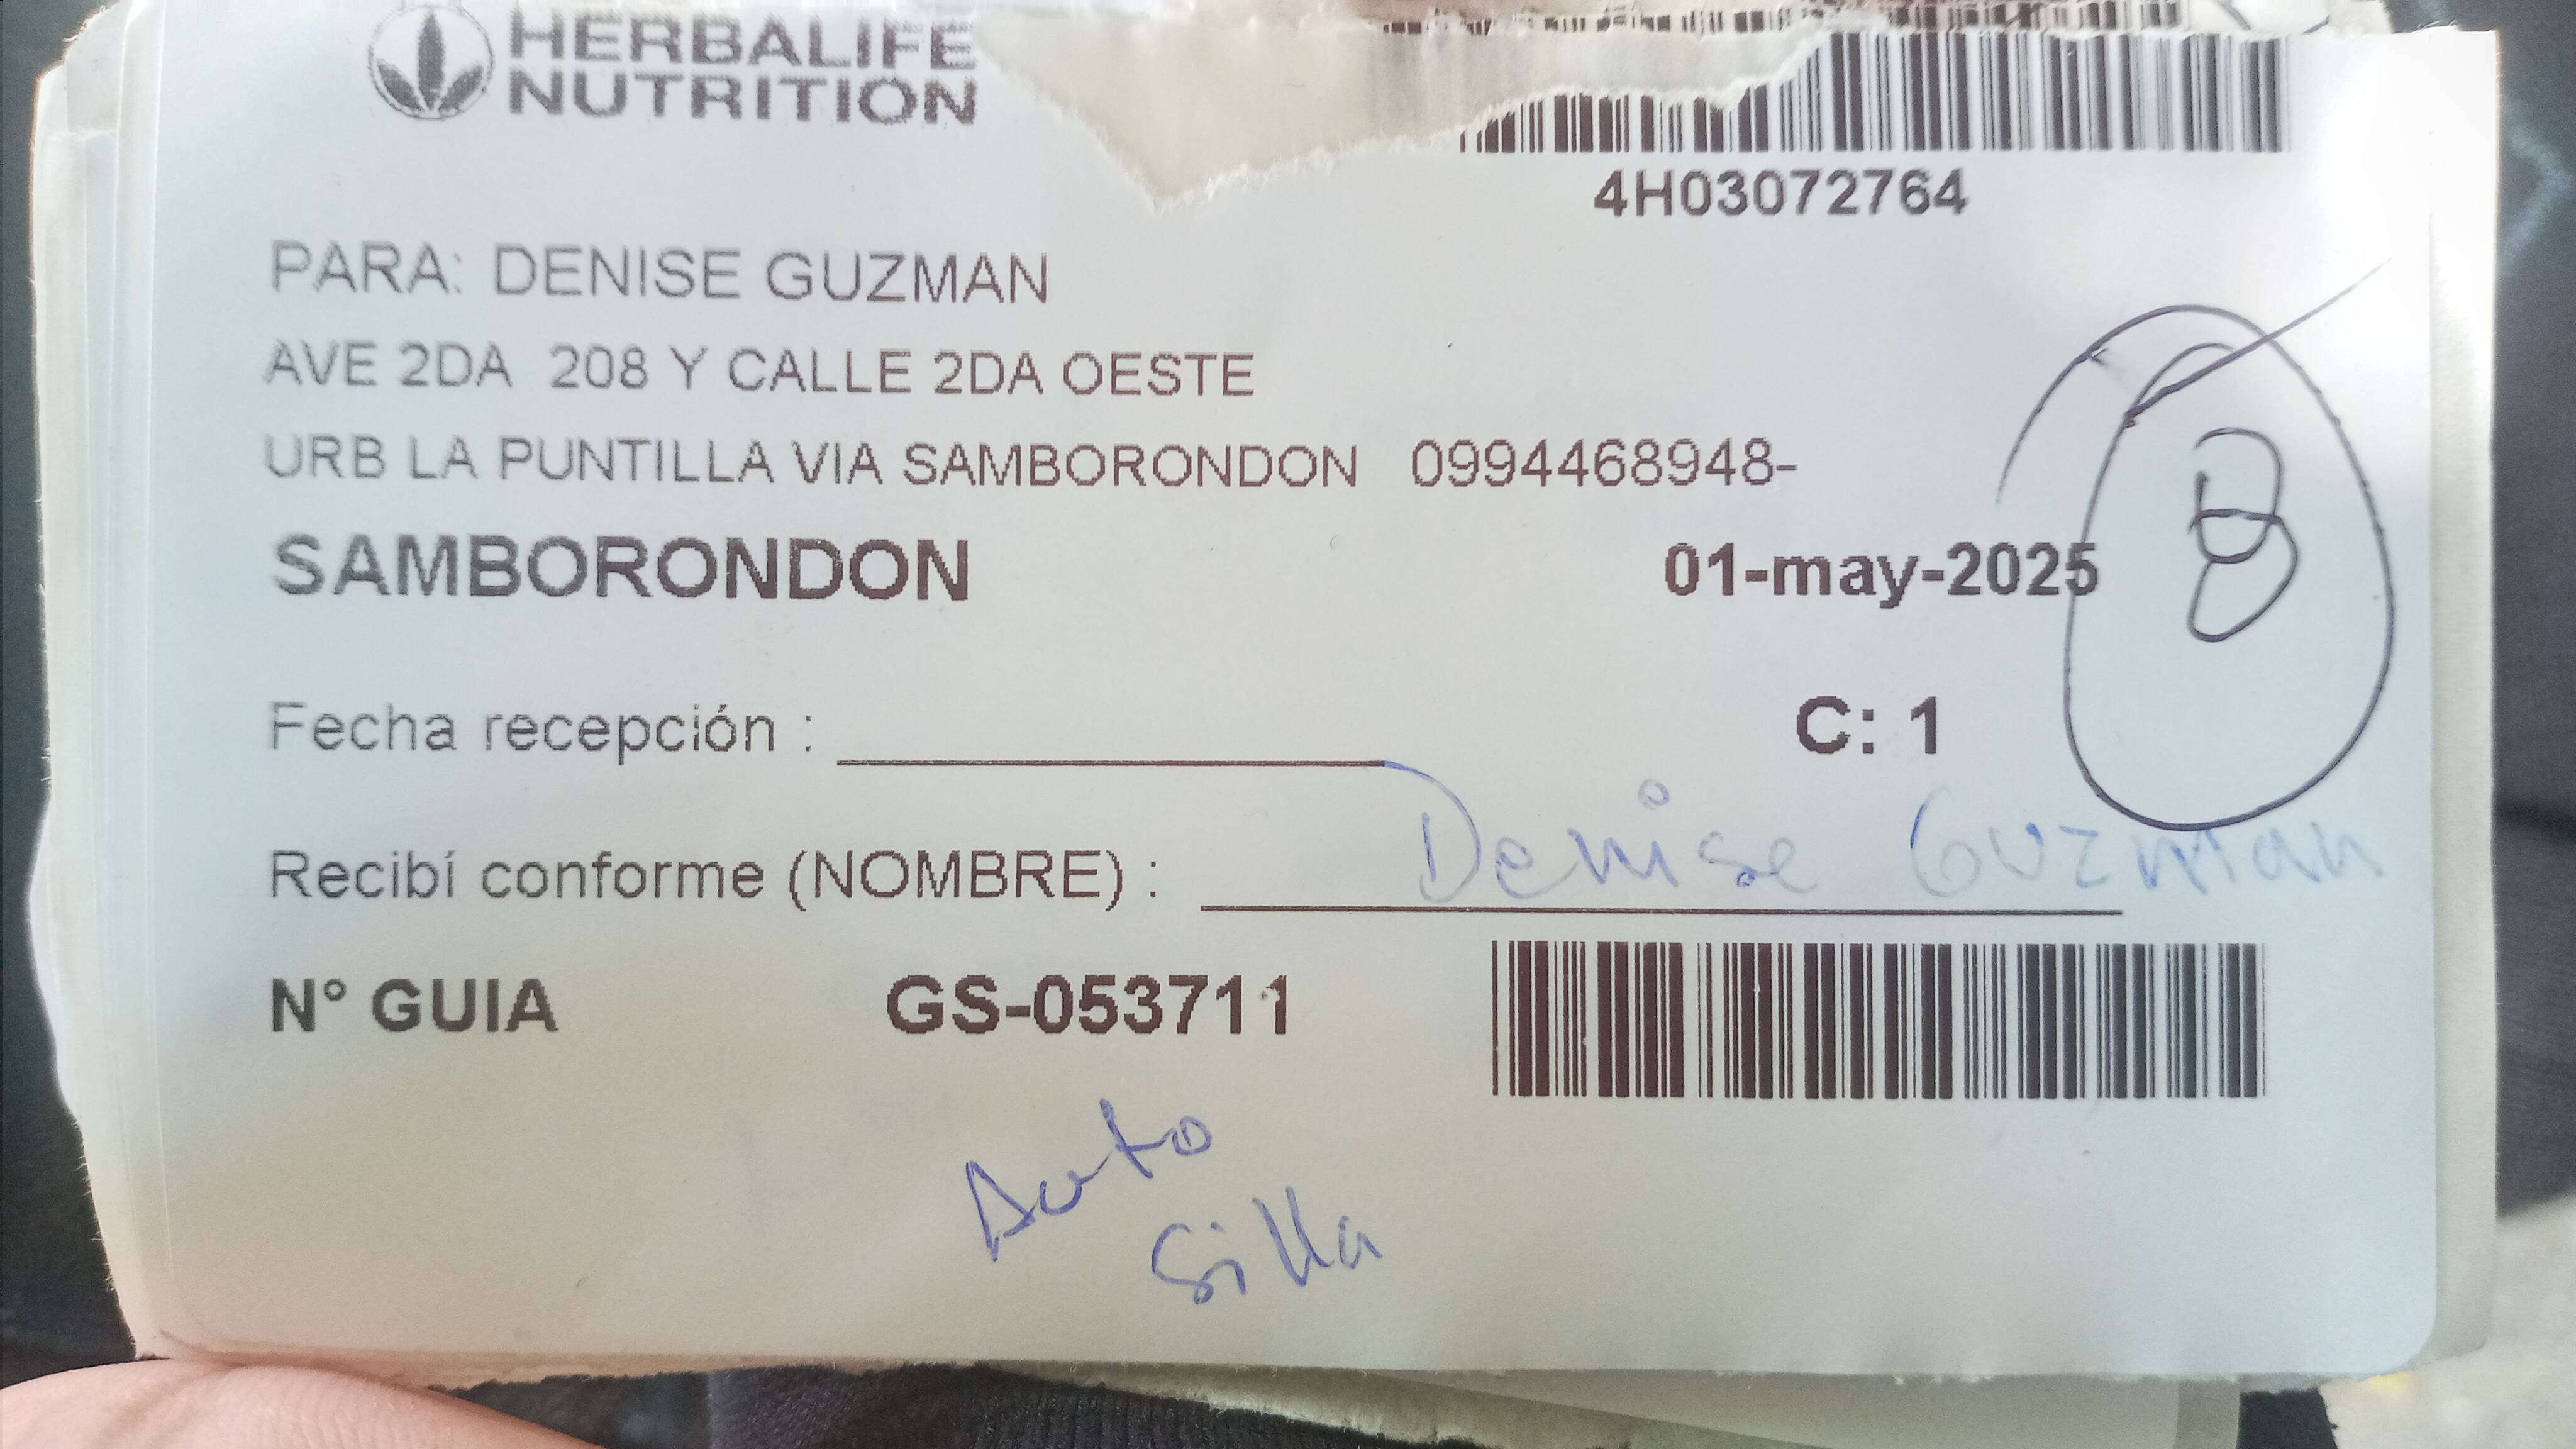 HERBALIFE
NUTRITION
4H03072764
PARA: DENISE GUZMAN
AVE 2DA 208 Y CALLE 2DA OESTE
URB LA PUNTILLA VIA SAMBORONDON 0994468948-
SAMBORONDON 01-may-2025
Fecha recepción :
C: 1
Recibí conforme (NOMBRE) : Denise Guzman
N° GUIA GS-053711
Auto
Silla